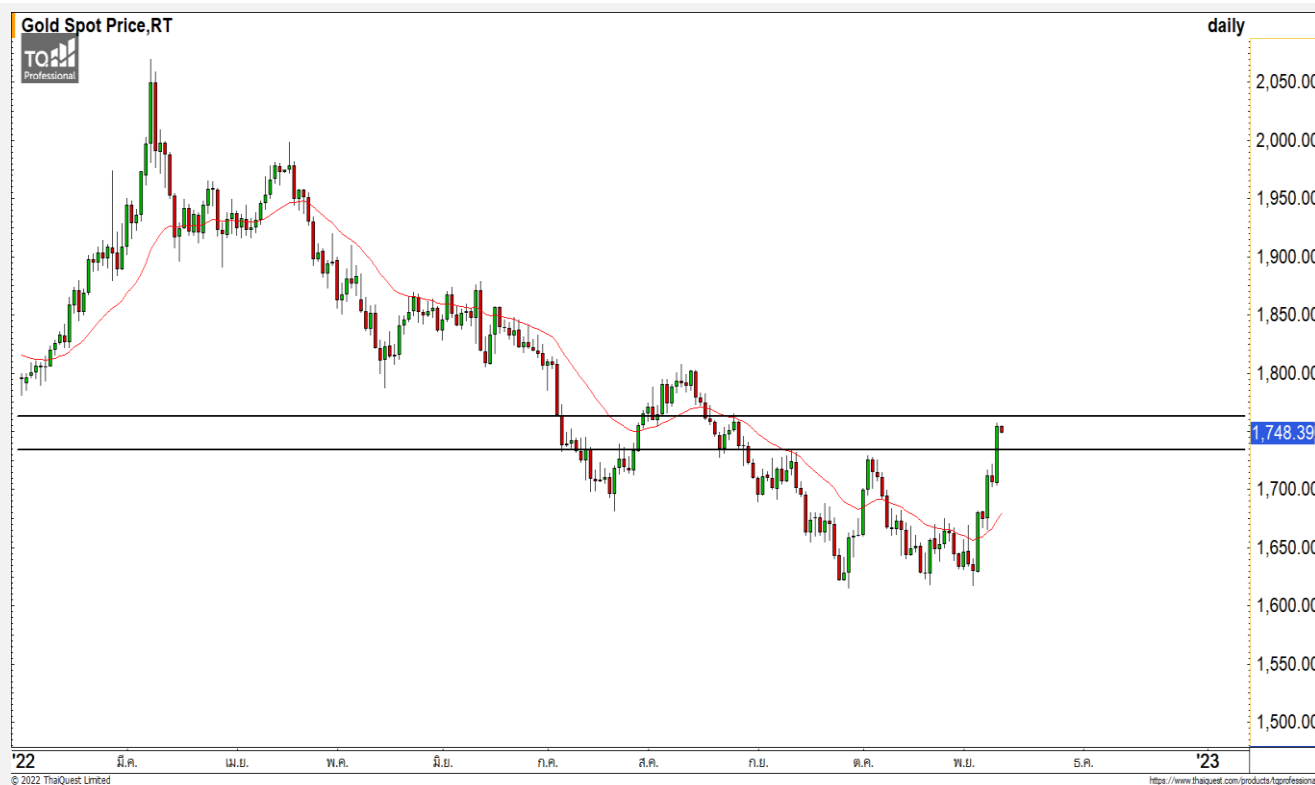 Gold Spot Price,RT
daily
TQ
Professional
2,050.00
2,000.00
1,950.00
1,900.00
1,850.00
1,800.00
1,748.39
1,700.00
1,650.00
1,600.00
1,550.00
1,500.00
'22 มี.ค. เม.ย. พ.ค. มิ.ย. ก.ค. ส.ค. ก.ย. ต.ค. พ.ย. ธ.ค. '23
© 2022 ThaiQuest Limited
https://www.thaiquest.com/products/tqprofessional